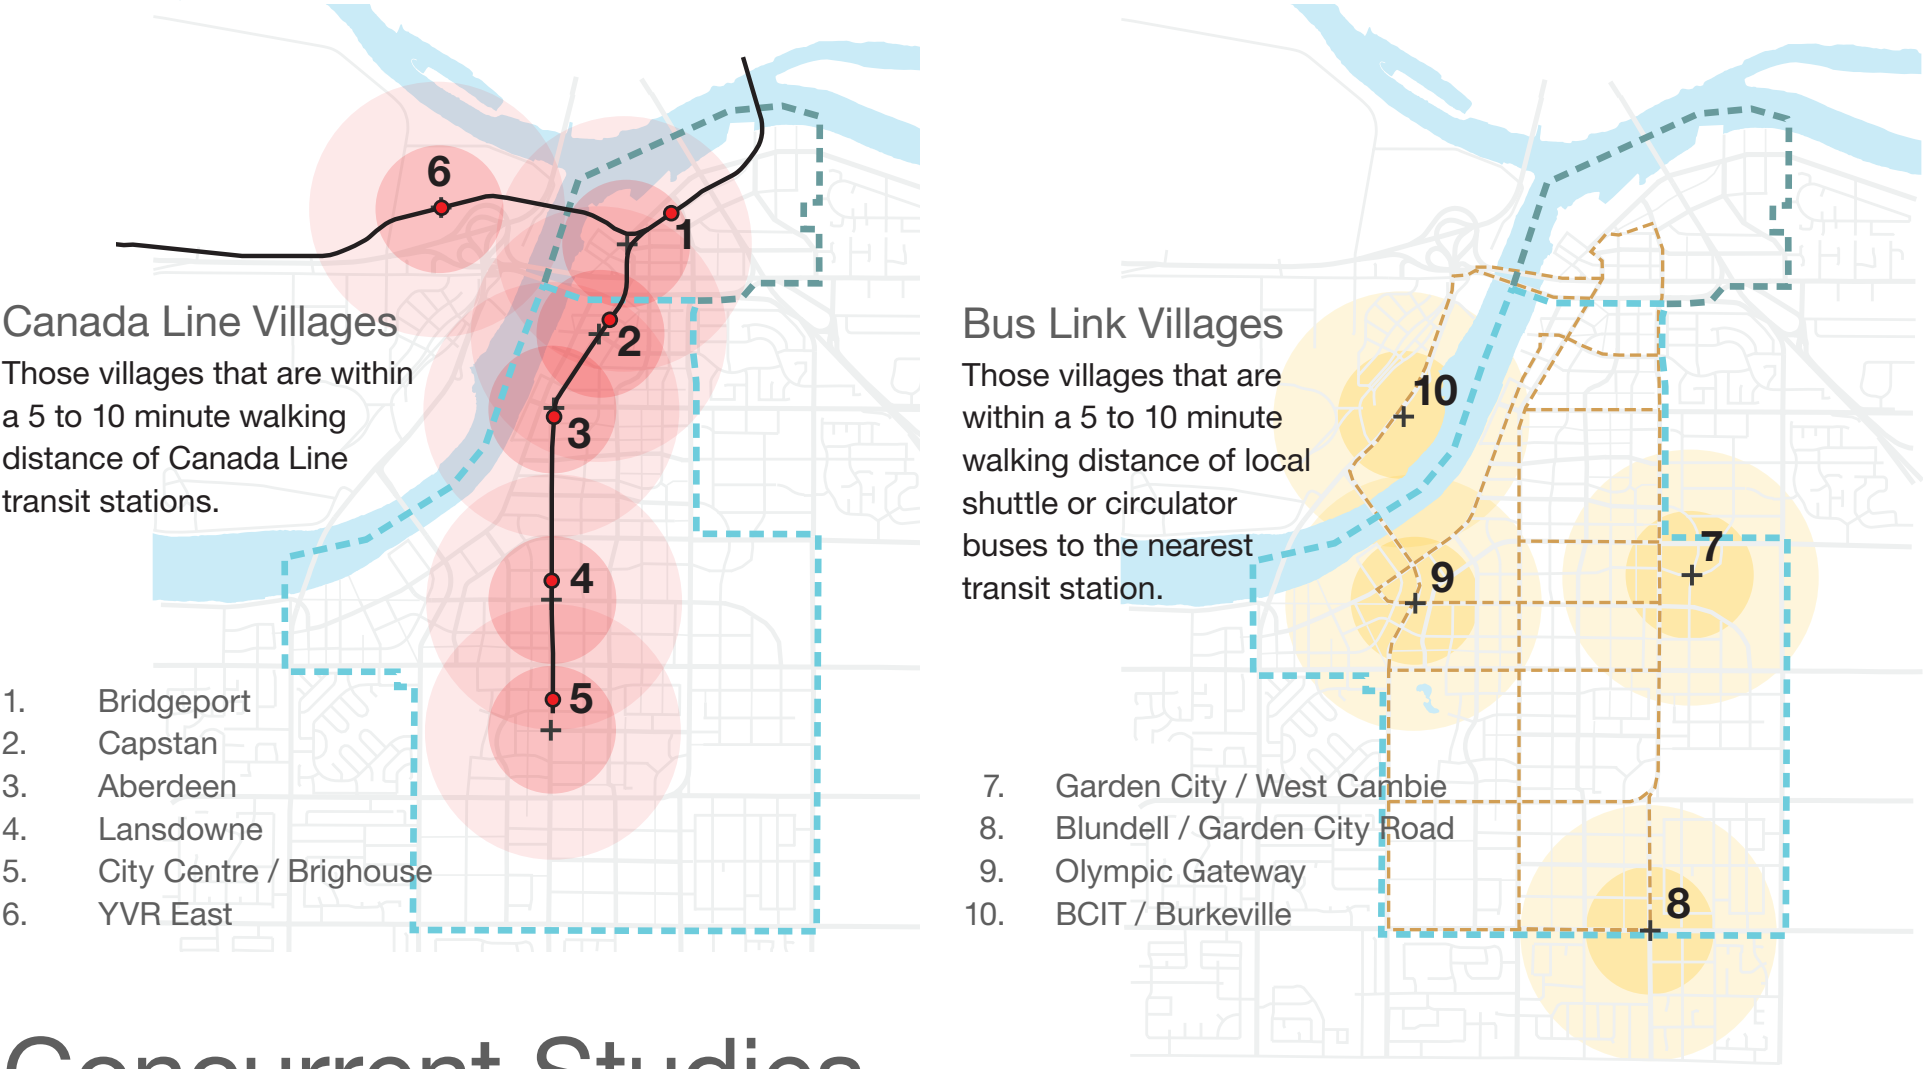 6
1
2
3
4
5
Canada Line Villages
Those villages that are within
a 5 to 10 minute walking
distance of Canada Line
transit stations.
1. Bridgeport
2. Capstan
3. Aberdeen
4. Lansdowne
5. City Centre / Brighouse
6. YVR East
10
9
7
8
Bus Link Villages
Those villages that are
within a 5 to 10 minute
walking distance of local
shuttle or circulator
buses to the nearest
transit station.
7. Garden City / West Cambie
8. Blundell / Garden City Road
9. Olympic Gateway
10. BCIT / Burkeville
Concurrent Studies